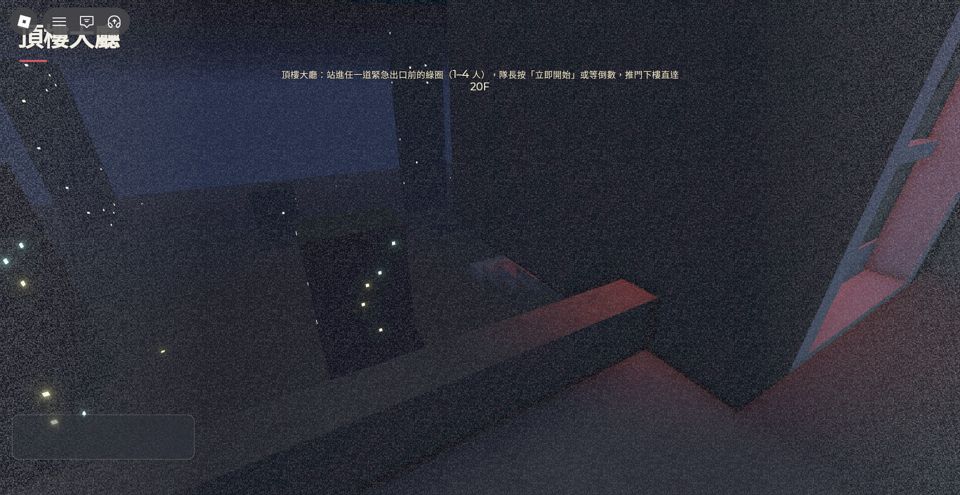 頂樓大廳
頂樓大廳：站進任一道緊急出口前的綠圈（1–4 人），隊長按「立即開始」或等倒數，推門下樓直達
20F